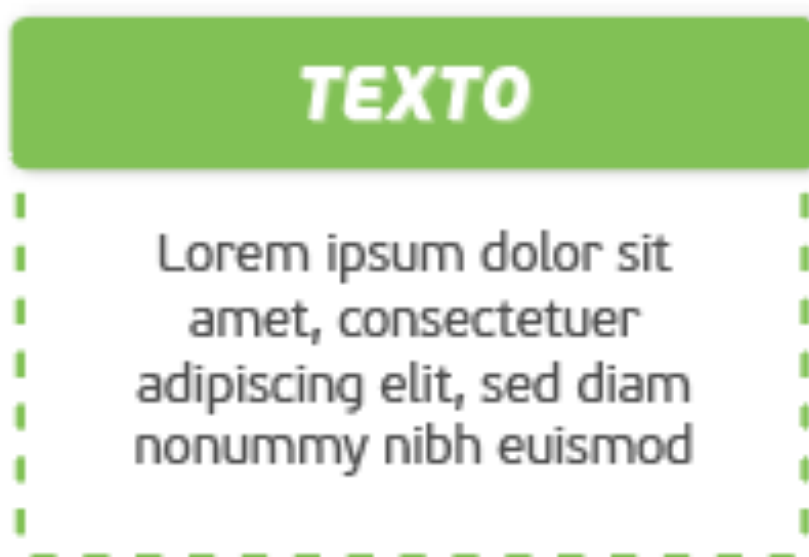 TEXTO
Lorem ipsum dolor sit
amet, consectetuer
adipiscing elit, sed diam
nonummy nibh euismod